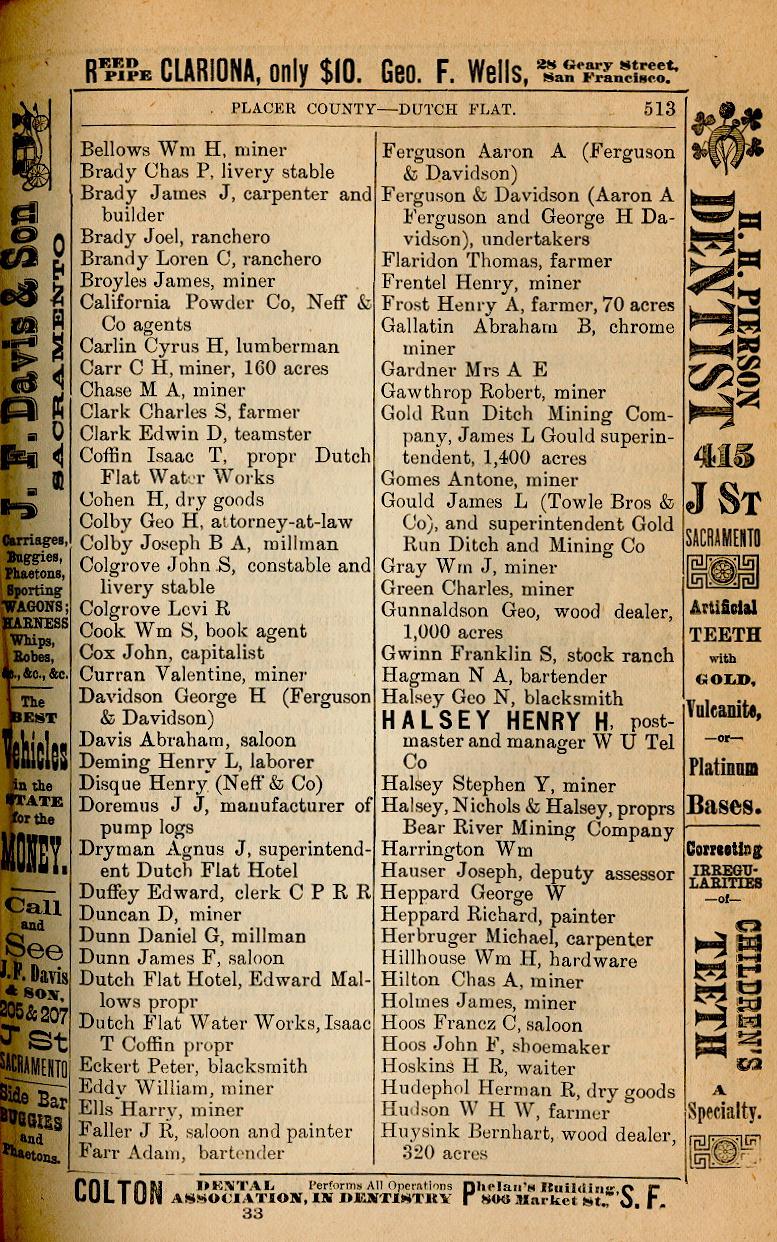 REED PIPE CLARIONA, only $10. Geo. F. Wells, 28 Geary Street, San Francisco.
PLACER COUNTY—DUTCH FLAT. 513
Bellows Wm H, miner
Brady Chas P, livery stable
Brady James J, carpenter and
builder
Brady Joel, ranchero
Brandy Loren C, ranchero
Broyles James, miner
California Powder Co, Neff &
Co agents
Carlin Cyrus H, lumberman
Carr C H, miner, 160 acres
Chase M A, miner
Clark Charles S, farmer
Clark Edwin D, teamster
Coffin Isaac T, propr Dutch
Flat Water Works
Cohen H, dry goods
Colby Geo H, attorney-at-law
Colby Joseph B A, millman
Colgrove John S, constable and
livery stable
Colgrove Levi R
Cook Wm S, book agent
Cox John, capitalist
Curran Valentine, miner
Davidson George H (Ferguson
& Davidson)
Davis Abraham, saloon
Deming Henry L, laborer
Disque Henry (Neff & Co)
Doremus J J, manufacturer of
pump logs
Dryman Agnus J, superintend-
ent Dutch Flat Hotel
Duffey Edward, clerk C P R R
Duncan D, miner
Dunn Daniel G, millman
Dunn James F, saloon
Dutch Flat Hotel, Edward Mal-
lows propr
Dutch Flat Water Works, Isaac
T Coffin propr
Eckert Peter, blacksmith
Eddy William, miner
Ells Harry, miner
Faller J R, saloon and painter
Farr Adam, bartender
Ferguson Aaron A (Ferguson
& Davidson)
Ferguson & Davidson (Aaron A
Ferguson and George H Da-
vidson), undertakers
Flaridon Thomas, farmer
Frentel Henry, miner
Frost Henry A, farmer, 70 acres
Gallatin Abraham B, chrome
miner
Gardner Mrs A E
Gawthrop Robert, miner
Gold Run Ditch Mining Com-
pany, James L Gould superin-
tendent, 1,400 acres
Gomes Antone, miner
Gould James L (Towle Bros &
Co), and superintendent Gold
Run Ditch and Mining Co
Gray Wm J, miner
Green Charles, miner
Gunnaldson Geo, wood dealer,
1,000 acres
Gwinn Franklin S, stock ranch
Hagman N A, bartender
Halsey Geo N, blacksmith
HALSEY HENRY H, post-
master and manager W U Tel
Co
Halsey Stephen Y, miner
Halsey, Nichols & Halsey, proprs
Bear River Mining Company
Harrington Wm
Hauser Joseph, deputy assessor
Heppard George W
Heppard Richard, painter
Herbruger Michael, carpenter
Hillhouse Wm H, hardware
Hilton Chas A, miner
Holmes James, miner
Hoos Francz C, saloon
Hoos John F, shoemaker
Hoskins H R, waiter
Hudephol Herman R, dry goods
Hudson W H W, farmer
Huysink Bernhart, wood dealer,
320 acres
J. F. Davis & Son
SACRAMENTO
Carriages,
Buggies,
Phaetons,
Sporting
WAGONS;
HARNESS
Whips,
Robes,
&c., &c.
The
BEST
Vehicles
in the
STATE
for the
MONEY.
Call
and
See
J.F. Davis
& SON,
205 & 207
J St
SACRAMENTO
Side Bar
BUGGIES
and
Phaetons.
H. H. PIERSON
DENTIST
415
J ST
SACRAMENTO
Artificial
TEETH
with
GOLD,
Vulcanite,
—or—
Platinum
Bases.
Correcting
IRREGU-
LARITIES
—of—
CHILDREN'S
TEETH
A
Specialty.
COLTON DENTAL ASSOCIATION, Performs All Operations IN DENTISTRY Phelan's Building, 806 Market St., S. F.
33